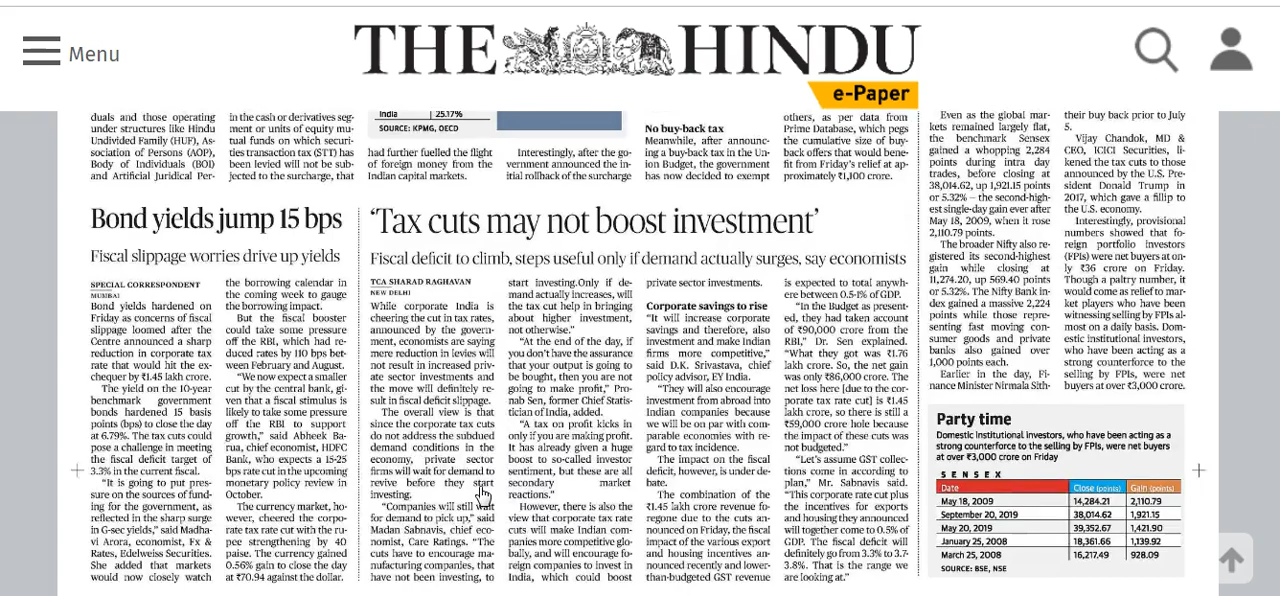 Menu
THE HINDU
e-Paper
duals and those operating
under structures like Hindu
Undivided Family (HUF), As-
sociation of Persons (AOP),
Body of Individuals (BOI)
and Artificial Juridical Per-
in the cash or derivatives seg-
ment or units of equity mu-
tual funds on which securi-
ties transaction tax (STT) has
been levied will not be sub-
jected to the surcharge, that
India 25.17%
SOURCE: KPMG, OECD
had further fuelled the flight
of foreign money from the
Indian capital markets.
Interestingly, after the go-
vernment announced the in-
itial rollback of the surcharge
No buy-back tax
Meanwhile, after announc-
ing a buy-back tax in the Un-
ion Budget, the government
has now decided to exempt
others, as per data from
Prime Database, which pegs
the cumulative size of buy-
back offers that would bene-
fit from Friday's relief at ap-
proximately ₹1,100 crore.
Bond yields jump 15 bps
Fiscal slippage worries drive up yields
SPECIAL CORRESPONDENT
MUMBAI
Bond yields hardened on
Friday as concerns of fiscal
slippage loomed after the
Centre announced a sharp
reduction in corporate tax
rate that would hit the ex-
chequer by ₹1.45 lakh crore.
The yield on the 10-year
benchmark government
bonds hardened 15 basis
points (bps) to close the day
at 6.79%. The tax cuts could
pose a challenge in meeting
the fiscal deficit target of
3.3% in the current fiscal.
"It is going to put pres-
sure on the sources of fund-
ing for the government, as
reflected in the sharp surge
in G-sec yields," said Madha-
vi Arora, economist, FX &
Rates, Edelweiss Securities.
She added that markets
would now closely watch
the borrowing calendar in
the coming week to gauge
the borrowing impact.
But the fiscal booster
could take some pressure
off the RBI, which had re-
duced rates by 110 bps bet-
ween February and August.
"We now expect a smaller
cut by the central bank, gi-
ven that a fiscal stimulus is
likely to take some pressure
off the RBI to support
growth," said Abheek Ba-
rua, chief economist, HDFC
Bank, who expects a 15-25
bps rate cut in the upcoming
monetary policy review in
October.
The currency market, ho-
wever, cheered the corpo-
rate tax rate cut with the ru-
pee strengthening by 40
paise. The currency gained
0.56% gain to close the day
at ₹70.94 against the dollar.
'Tax cuts may not boost investment'
Fiscal deficit to climb, steps useful only if demand actually surges, say economists
TCA SHARAD RAGHAVAN
NEW DELHI
While corporate India is
cheering the cut in tax rates,
announced by the govern-
ment, economists are saying
mere reduction in levies will
not result in increased priva-
te sector investments and
the move will definitely re-
sult in fiscal deficit slippage.
The overall view is that
since the corporate tax cuts
do not address the subdued
demand conditions in the
economy, private sector
firms will wait for demand to
revive before they start
investing.
"Companies will still wait
for demand to pick up," said
Madan Sabnavis, chief eco-
nomist, Care Ratings. "The
cuts have to encourage ma-
nufacturing companies, that
have not been investing, to
start investing.Only if de-
mand actually increases, will
the tax cut help in bringing
about higher investment,
not otherwise."
"At the end of the day, if
you don't have the assurance
that your output is going to
be bought, then you are not
going to make profit," Pro-
nab Sen, former Chief Statis-
tician of India, added.
"A tax on profit kicks in
only if you are making profit.
It has already given a huge
boost to so-called investor
sentiment, but these are all
secondary market
reactions."
However, there is also the
view that corporate tax rate
cuts will make Indian com-
panies more competitive glo-
bally, and will encourage fo-
reign companies to invest in
India, which could boost
private sector investments.
Corporate savings to rise
"It will increase corporate
savings and therefore, also
investment and make Indian
firms more competitive,"
said D.K. Srivastava, chief
policy advisor, EY India.
"They will also encourage
investment from abroad into
Indian companies because
we will be on par with com-
parable economies with re-
gard to tax incidence.
The impact on the fiscal
deficit, however, is under de-
bate.
The combination of the
₹1.45 lakh crore revenue fo-
regone due to the cuts an-
nounced on Friday, the fiscal
impact of the various export
and housing incentives an-
nounced recently and lower-
than-budgeted GST revenue
is expected to total anywh-
ere between 0.5-1% of GDP.
"In the Budget as present-
ed, they had taken account
of ₹90,000 crore from the
RBI," Dr. Sen explained.
"What they got was ₹1.76
lakh crore. So, the net gain
was only ₹86,000 crore. The
net loss here [due to the cor-
porate tax rate cut] is ₹1.45
lakh crore, so there is still a
₹59,000 crore hole because
the impact of these cuts was
not budgeted."
"Let's assume GST collec-
tions come in according to
plan," Mr. Sabnavis said.
"This corporate rate cut plus
the incentives for exports
and housing they announced
will together come to 0.5% of
GDP. The fiscal deficit will
definitely go from 3.3% to 3.7-
3.8%. That is the range we
are looking at."
Even as the global mar-
kets remained largely flat,
the benchmark Sensex
gained a whopping 2,284
points during intra day
trades, before closing at
38,014.62, up 1,921.15 points
or 5.32% – the second-high-
est single-day gain ever after
May 18, 2009, when it rose
2,110.79 points.
The broader Nifty also re-
gistered its second-highest
gain while closing at
11,274.20, up 569.40 points
or 5.32%. The Nifty Bank in-
dex gained a massive 2,224
points while those repre-
senting fast moving con-
sumer goods and private
banks also gained over
1,000 points each.
Earlier in the day, Fi-
nance Minister Nirmala Sith-
their buy back prior to July
5.
Vijay Chandok, MD &
CEO, ICICI Securities, li-
kened the tax cuts to those
announced by the U.S. Pre-
sident Donald Trump in
2017, which gave a fillip to
the U.S. economy.
Interestingly, provisional
numbers showed that fo-
reign portfolio investors
(FPIs) were net buyers at on-
ly ₹36 crore on Friday.
Though a paltry number, it
would come as relief to mar-
ket players who have been
witnessing selling by FPIs al-
most on a daily basis. Dom-
estic institutional investors,
who have been acting as a
strong counterforce to the
selling by FPIs, were net
buyers at over ₹3,000 crore.
Party time
Domestic institutional investors, who have been acting as a
strong counterforce to the selling by FPIs, were net buyers
at over ₹3,000 crore on Friday
SENSEX
Date Close (points) Gain (points)
May 18, 2009 14,284.21 2,110.79
September 20, 2019 38,014.62 1,921.15
May 20, 2019 39,352.67 1,421.90
January 25, 2008 18,361.66 1,139.92
March 25, 2008 16,217.49 928.09
SOURCE: BSE, NSE